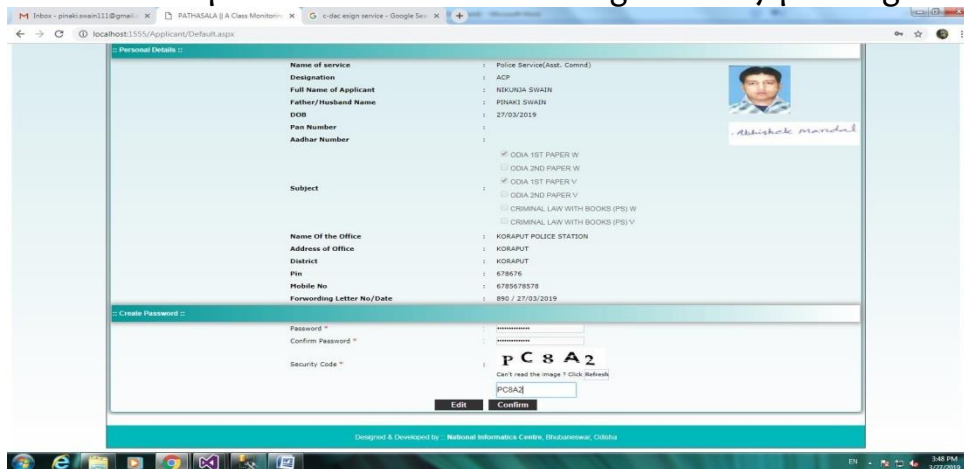 Inbox - pinakiswain111@gmail.c
PATHASALA || A Class Monitorin
c-dac esign service - Google Sea
localhost:1555/Applicant/Default.aspx
:: Personal Details ::
Name of service : Police Service(Asst. Comnd)
Designation : ACP
Full Name of Applicant : NIKUNJA SWAIN
Father/Husband Name : PINAKI SWAIN
DOB : 27/03/2019
Pan Number :
Aadhar Number :
Abhishek Mandal
Subject :
ODIA 1ST PAPER W
ODIA 2ND PAPER W
ODIA 1ST PAPER V
ODIA 2ND PAPER V
CRIMINAL LAW WITH BOOKS (PS) W
CRIMINAL LAW WITH BOOKS (PS) V
Name Of the Office : KORAPUT POLICE STATION
Address of Office : KORAPUT
District : KORAPUT
Pin : 678676
Mobile No : 6785678578
Forwording Letter No/Date : 890 / 27/03/2019
:: Create Password ::
Password * : ••••••••••••••
Confirm Password * : ••••••••••••••
Security Code * :
P C 8 A 2
Can't read the image ? Click Refresh
PC8A2
Edit Confirm
Designed & Developed by :: National Informatics Centre, Bhubaneswar, Odisha
EN
3:48 PM
3/27/2019